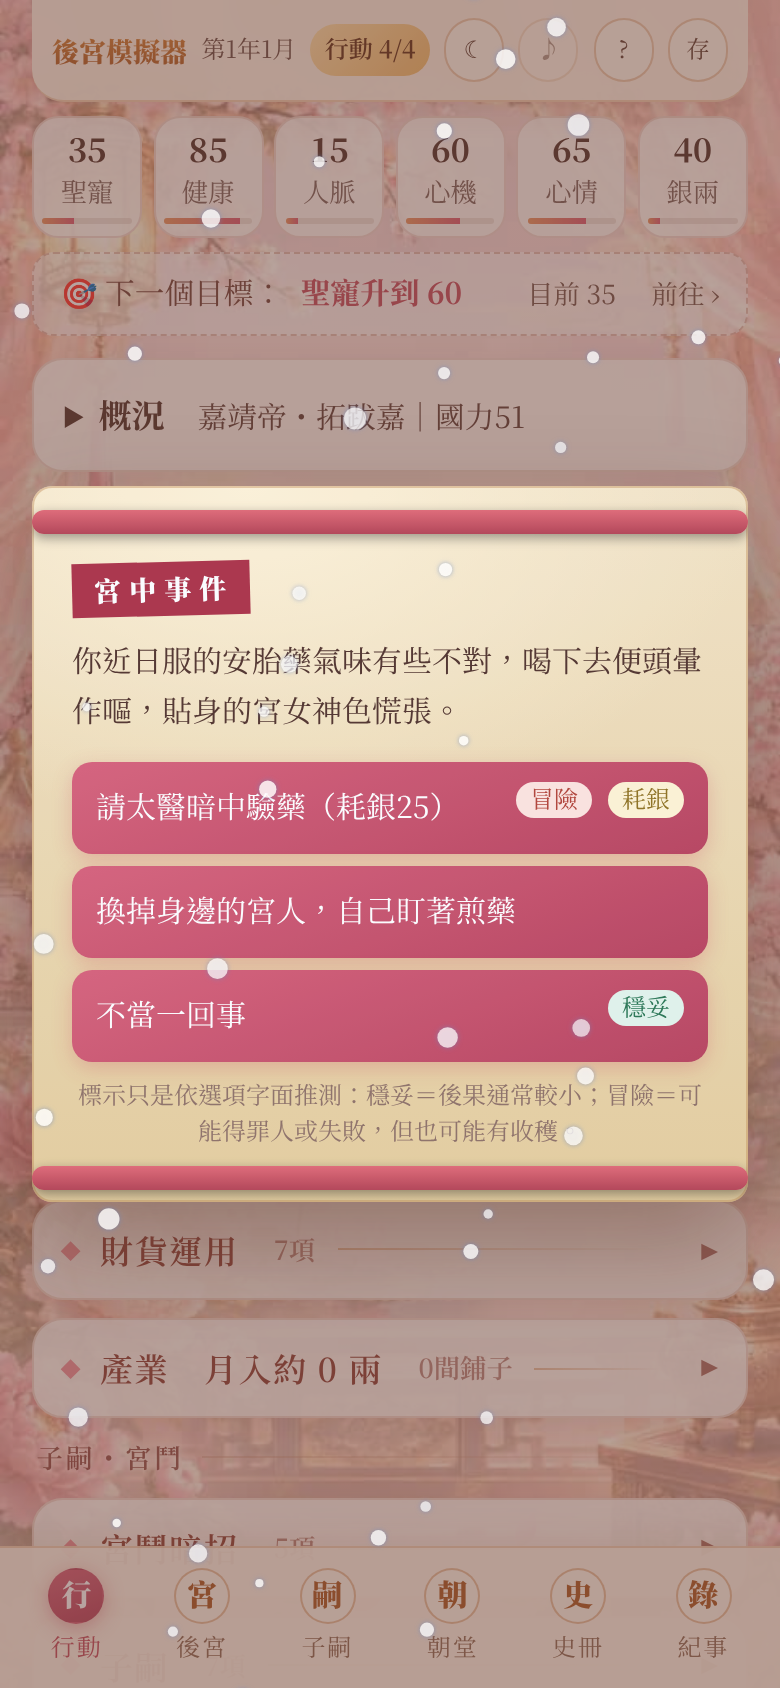 後宮模擬器 第1年1月 行動 4/4 ☾ ♪ ? 存
35 85 15 60 65 40
聖寵 健康 人脈 心機 心情 銀兩
🎯 下一個目標： 聖寵升到 60 目前 35 前往 ›
▶ 概況 嘉靖帝・拓跋嘉｜國力51
宮中事件
你近日服的安胎藥氣味有些不對，喝下去便頭暈
作嘔，貼身的宮女神色慌張。
請太醫暗中驗藥（耗銀25） 冒險 耗銀
換掉身邊的宮人，自己盯著煎藥
不當一回事 穩妥
標示只是依選項字面推測：穩妥＝後果通常較小；冒險＝可
能得罪人或失敗，但也可能有收穫。
◆ 財貨運用 7項 ▶
◆ 產業 月入約 0 兩 0間鋪子 ▶
子嗣・宮鬥
宮鬥暗招 5項
行 宮 嗣 朝 史 錄
行動 後宮 子嗣 朝堂 史冊 紀事